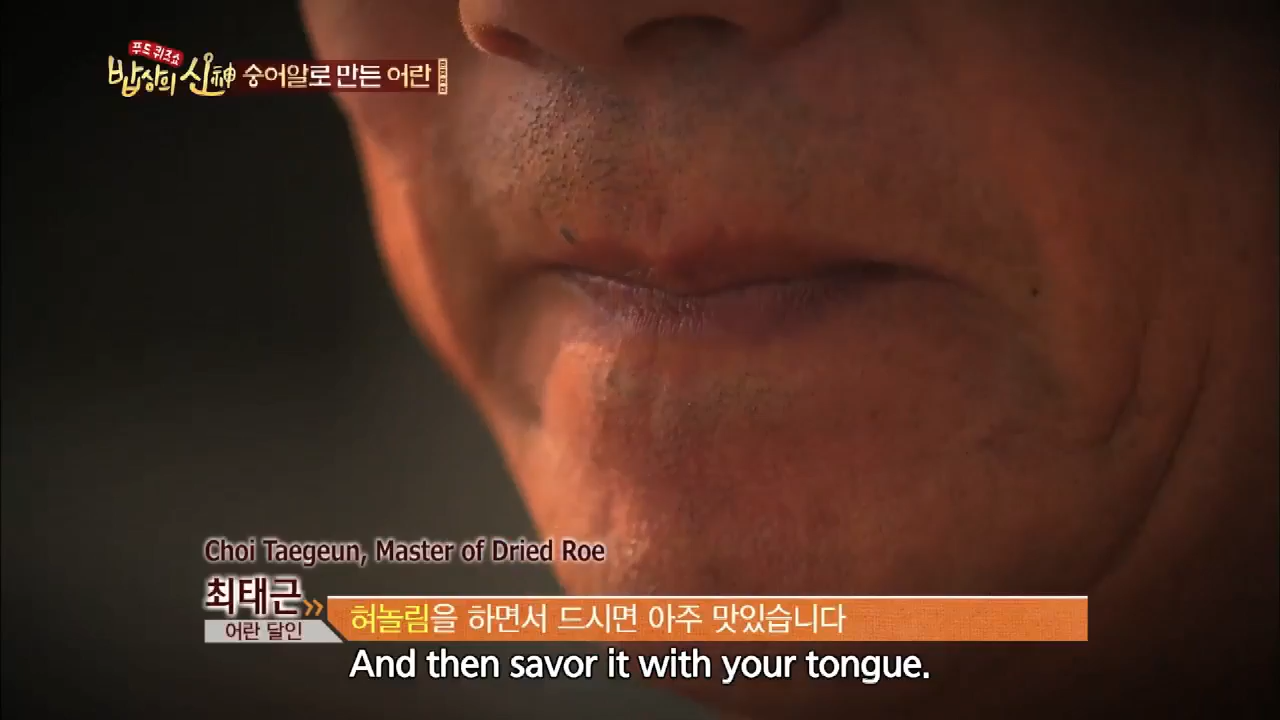 푸드 퀴즈쇼
밥상의 신神 숭어알로 만든 어란
Choi Taegeun, Master of Dried Roe
최태근
어란 달인
혀놀림을 하면서 드시면 아주 맛있습니다
And then savor it with your tongue.